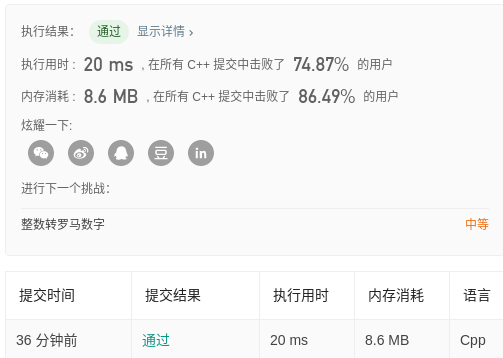 执行结果： 通过 显示详情 ›
执行用时 : 20 ms , 在所有 C++ 提交中击败了 74.87% 的用户
内存消耗 : 8.6 MB , 在所有 C++ 提交中击败了 86.49% 的用户
炫耀一下:
豆 in
进行下一个挑战：
整数转罗马数字 中等
提交时间 提交结果 执行用时 内存消耗 语言
36 分钟前 通过 20 ms 8.6 MB Cpp